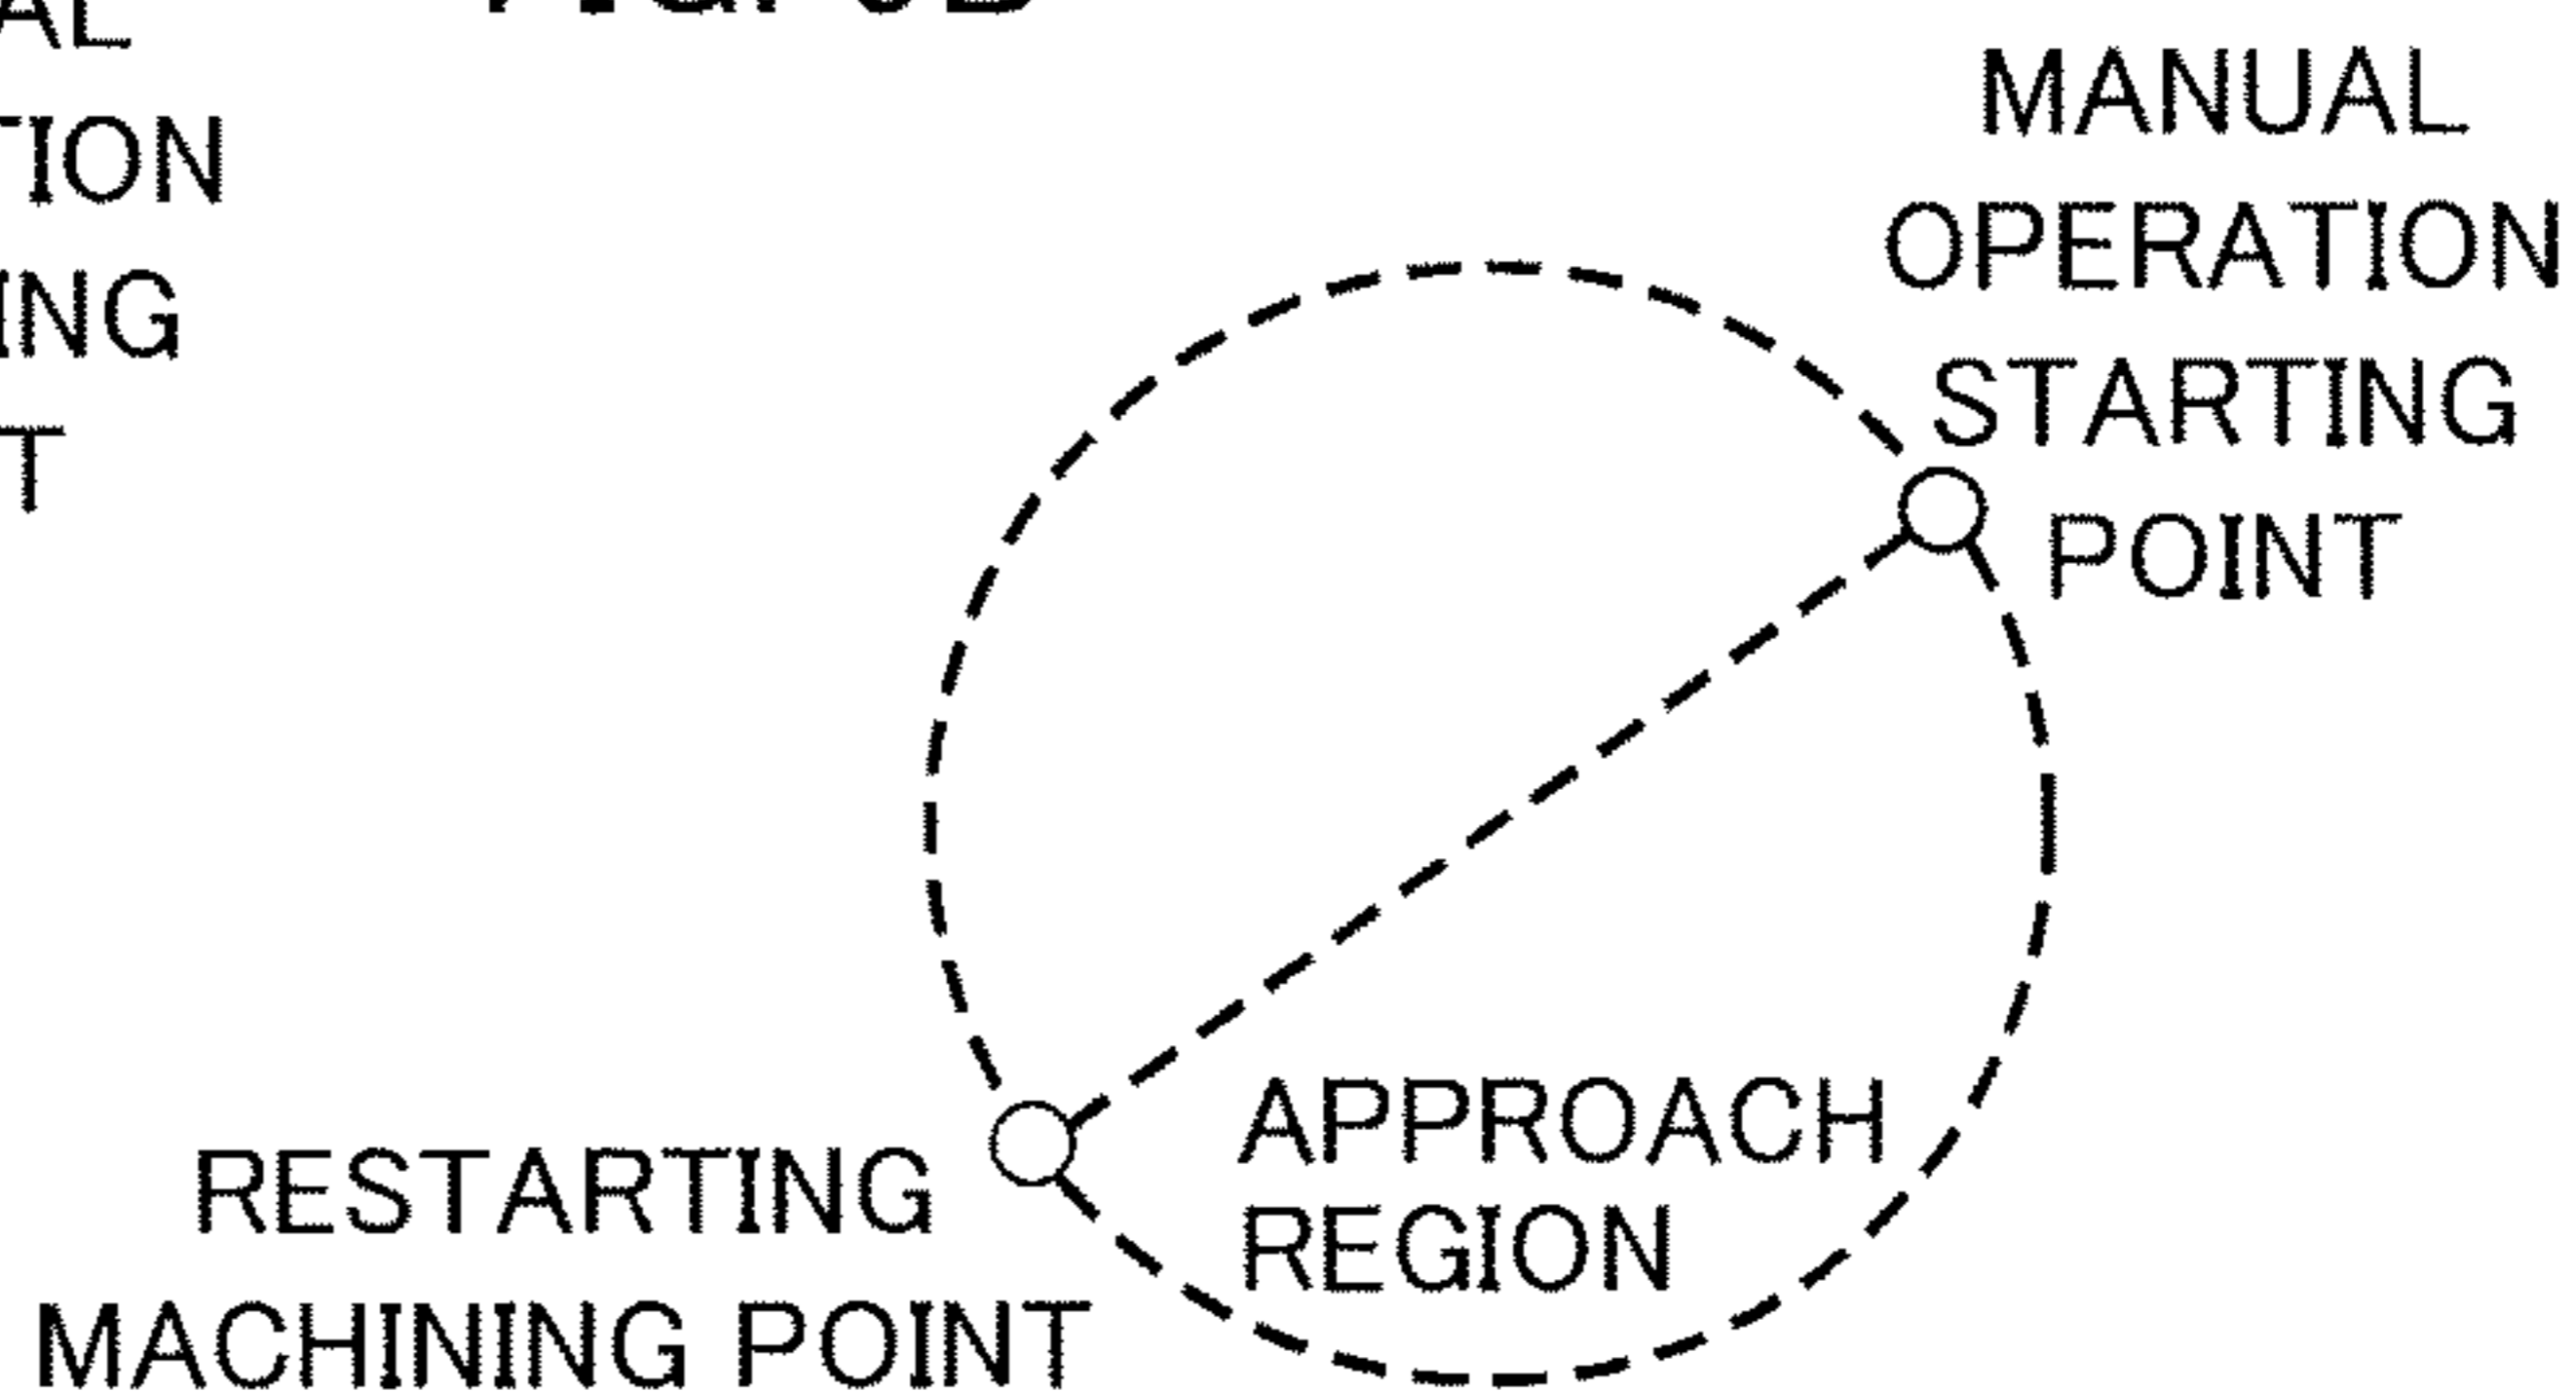 MANUAL
OPERATION
STARTING
POINT
APPROACH
REGION
RESTARTING
MACHINING POINT